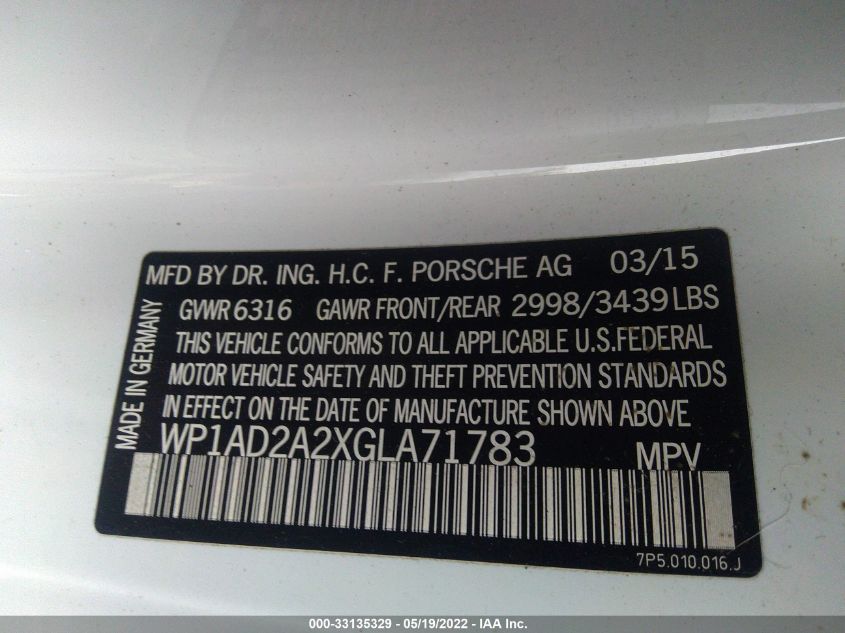 MFD BY DR. ING. H.C. F. PORSCHE AG 03/15
GVWR 6316 GAWR FRONT/REAR 2998/3439 LBS
THIS VEHICLE CONFORMS TO ALL APPLICABLE U.S.FEDERAL
MOTOR VEHICLE SAFETY AND THEFT PREVENTION STANDARDS
IN EFFECT ON THE DATE OF MANUFACTURE SHOWN ABOVE
WP1AD2A2XGLA71783 MPV
MADE IN GERMANY
7P5.010.016.J
000-33135329 - 05/19/2022 - IAA Inc.